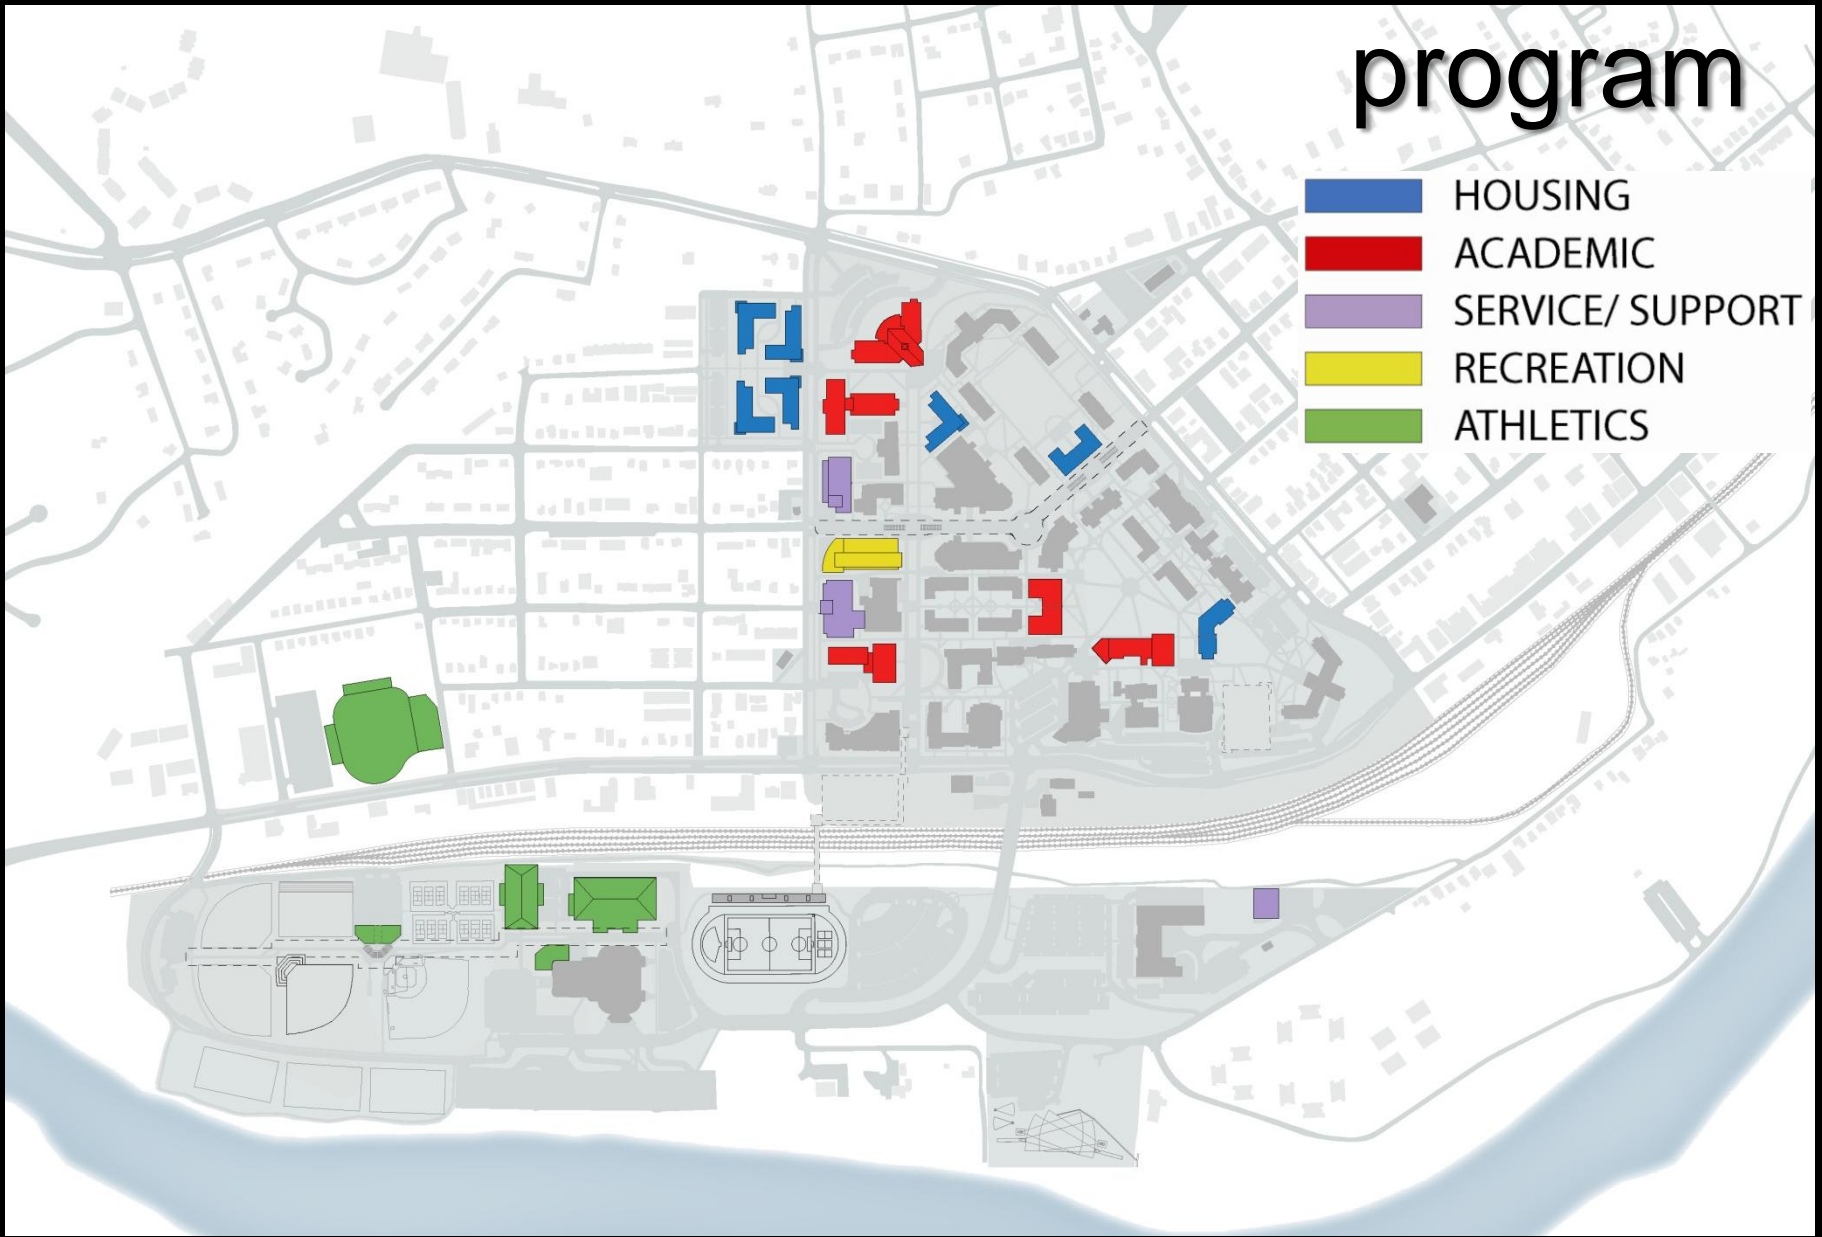 program
HOUSING
ACADEMIC
SERVICE/ SUPPORT
RECREATION
ATHLETICS